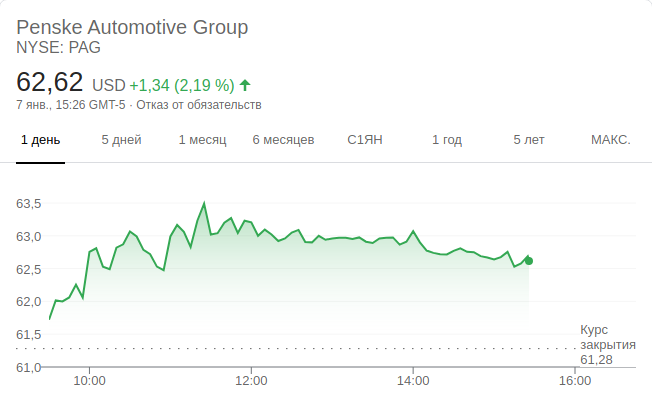 Penske Automotive Group
NYSE: PAG
62,62 USD +1,34 (2,19 %)
7 янв., 15:26 GMT-5 · Отказ от обязательств
1 день 5 дней 1 месяц 6 месяцев С1ЯН 1 год 5 лет МАКС.
63,5
63,0
62,5
62,0
61,5
61,0
Курс
закрытия
61,28
10:00 12:00 14:00 16:00